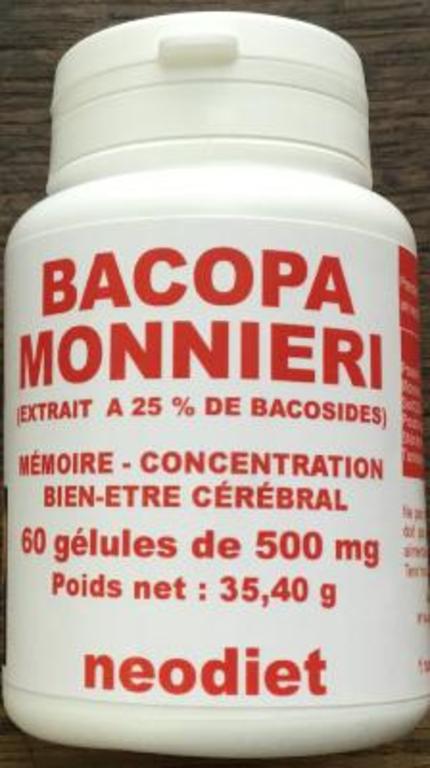 BACOPA
MONNIERI
(EXTRAIT A 25 % DE BACOSIDES)
MÉMOIRE - CONCENTRATION
BIEN-ETRE CÉRÉBRAL
60 gélules de 500 mg
Poids net : 35,40 g
neodiet